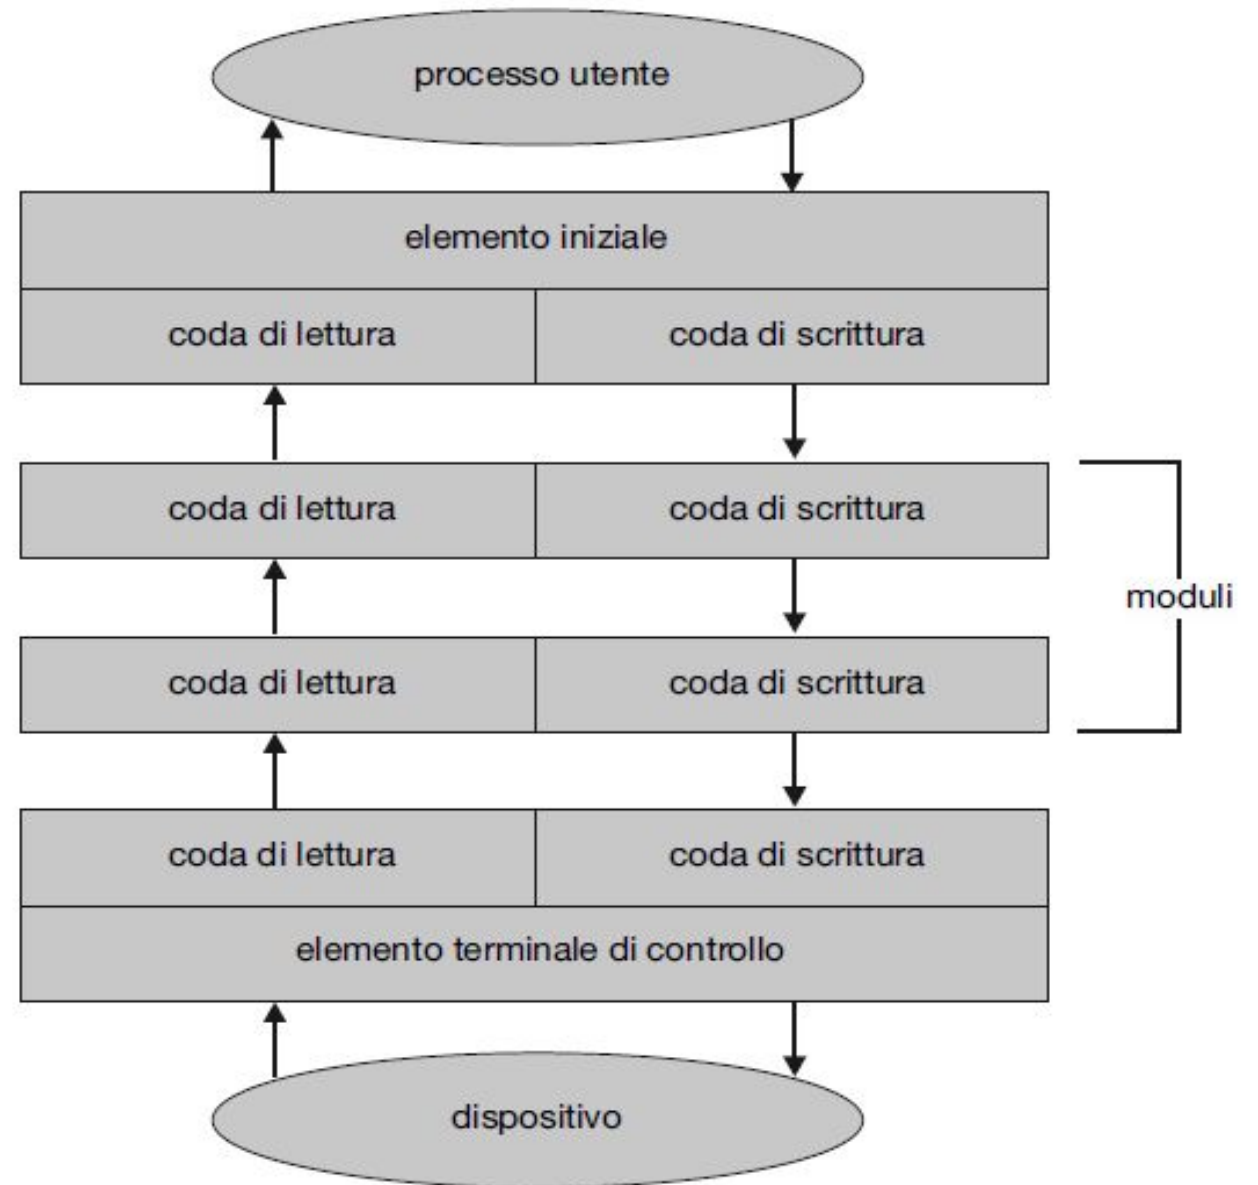 processo utente
elemento iniziale
coda di lettura
coda di scrittura
coda di lettura
coda di scrittura
moduli
coda di lettura
coda di scrittura
coda di lettura
coda di scrittura
elemento terminale di controllo
dispositivo